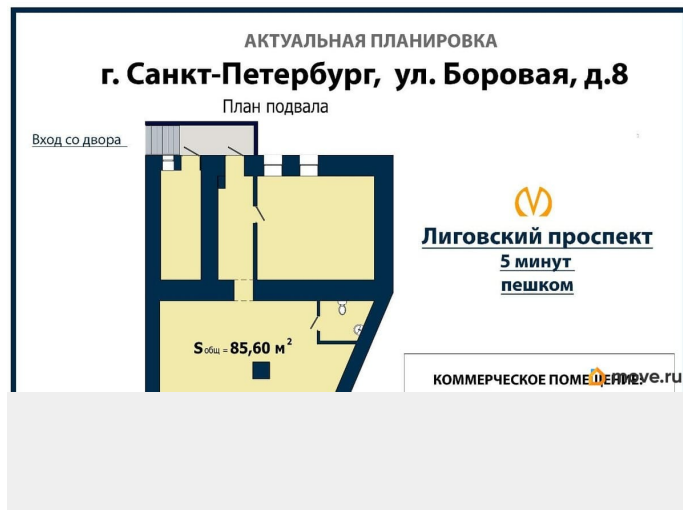 АКТУАЛЬНАЯ ПЛАНИРОВКА
г. Санкт-Петербург, ул. Боровая, д.8
План подвала
Вход со двора
Лиговский проспект
5 минут
пешком
S общ = 85,60 м²
КОММЕРЧЕСКОЕ ПОМЕЩЕНИЕ:
move.ru